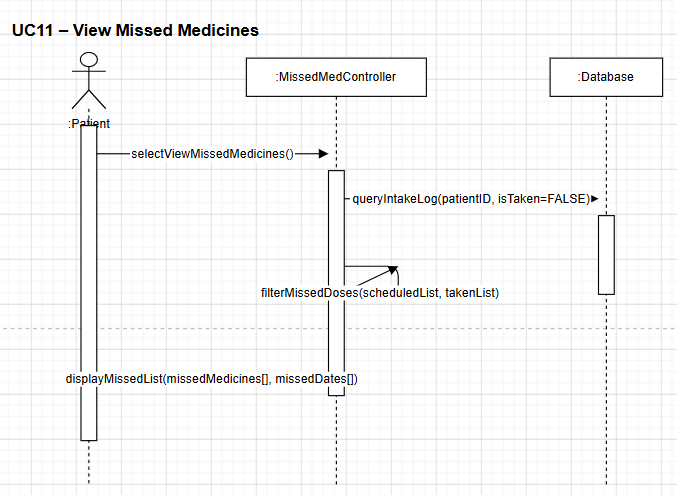 UC11 – View Missed Medicines
:MissedMedController
:Database
:Patient
selectViewMissedMedicines()
queryIntakeLog(patientID, isTaken=FALSE)
filterMissedDoses(scheduledList, takenList)
displayMissedList(missedMedicines[], missedDates[])